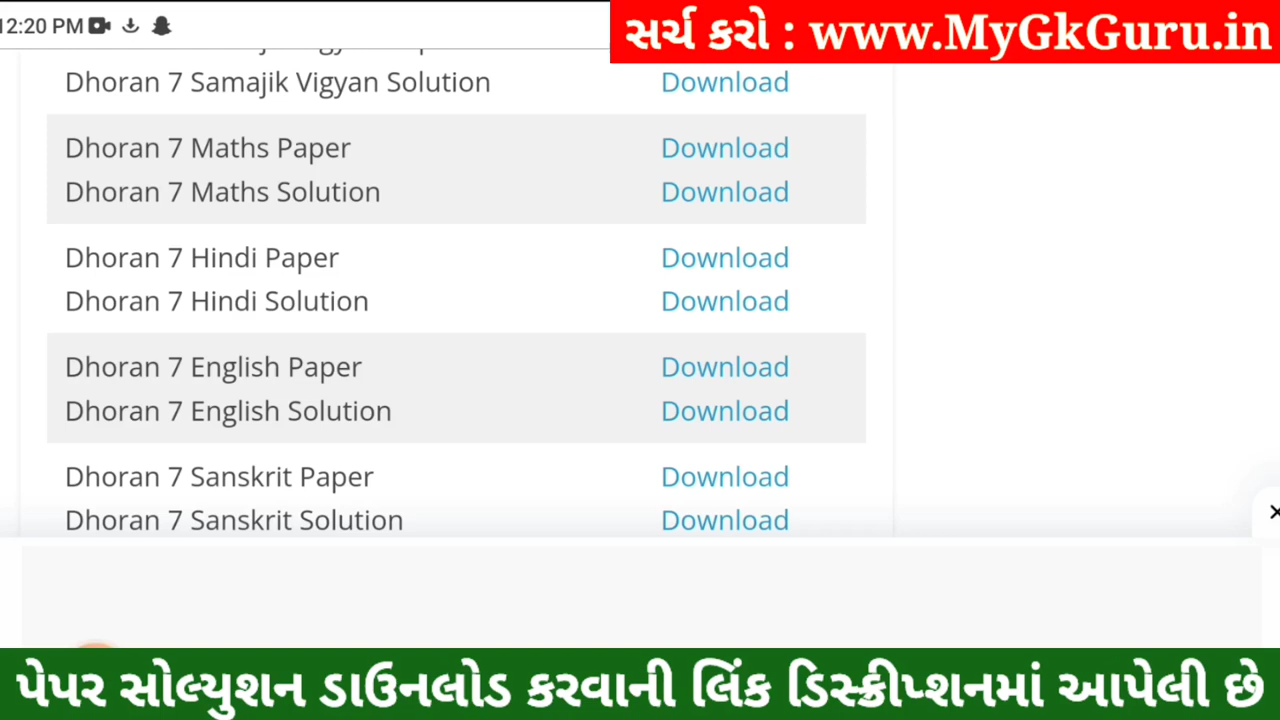 12:20 PM
સર્ચ કરો : www.MyGkGuru.in
Dhoran 7 Samajik Vigyan Solution Download
Dhoran 7 Maths Paper Download
Dhoran 7 Maths Solution Download
Dhoran 7 Hindi Paper Download
Dhoran 7 Hindi Solution Download
Dhoran 7 English Paper Download
Dhoran 7 English Solution Download
Dhoran 7 Sanskrit Paper Download
Dhoran 7 Sanskrit Solution Download
પેપર સોલ્યુશન ડાઉનલોડ કરવાની લિંક ડિસ્ક્રીપ્શનમાં આપેલી છે